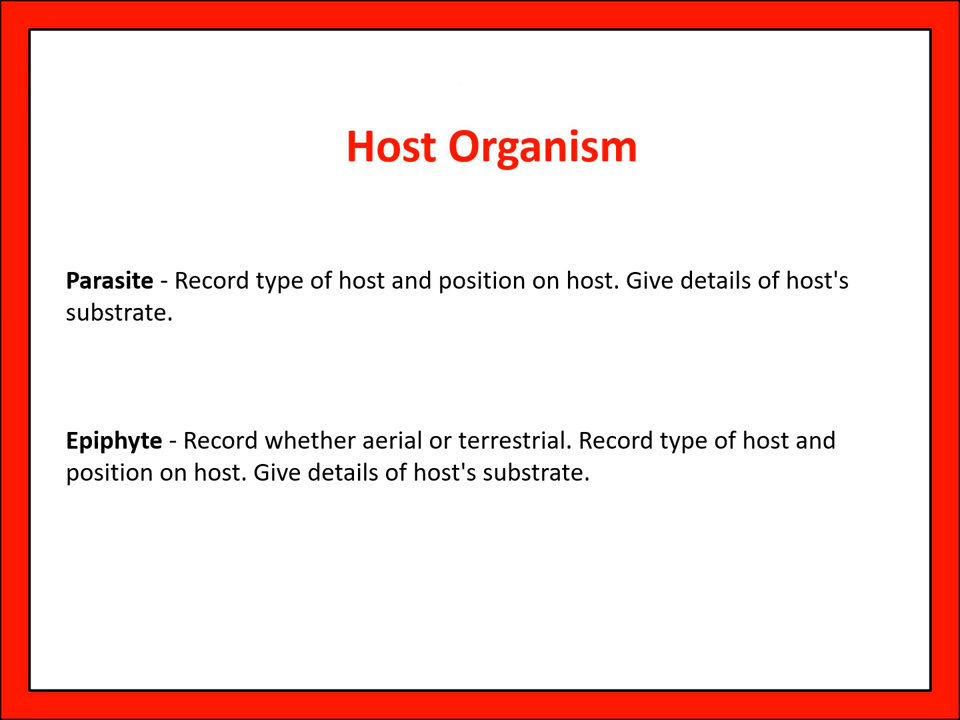 Host Organism
Parasite - Record type of host and position on host. Give details of host's
substrate.
Epiphyte - Record whether aerial or terrestrial. Record type of host and
position on host. Give details of host's substrate.